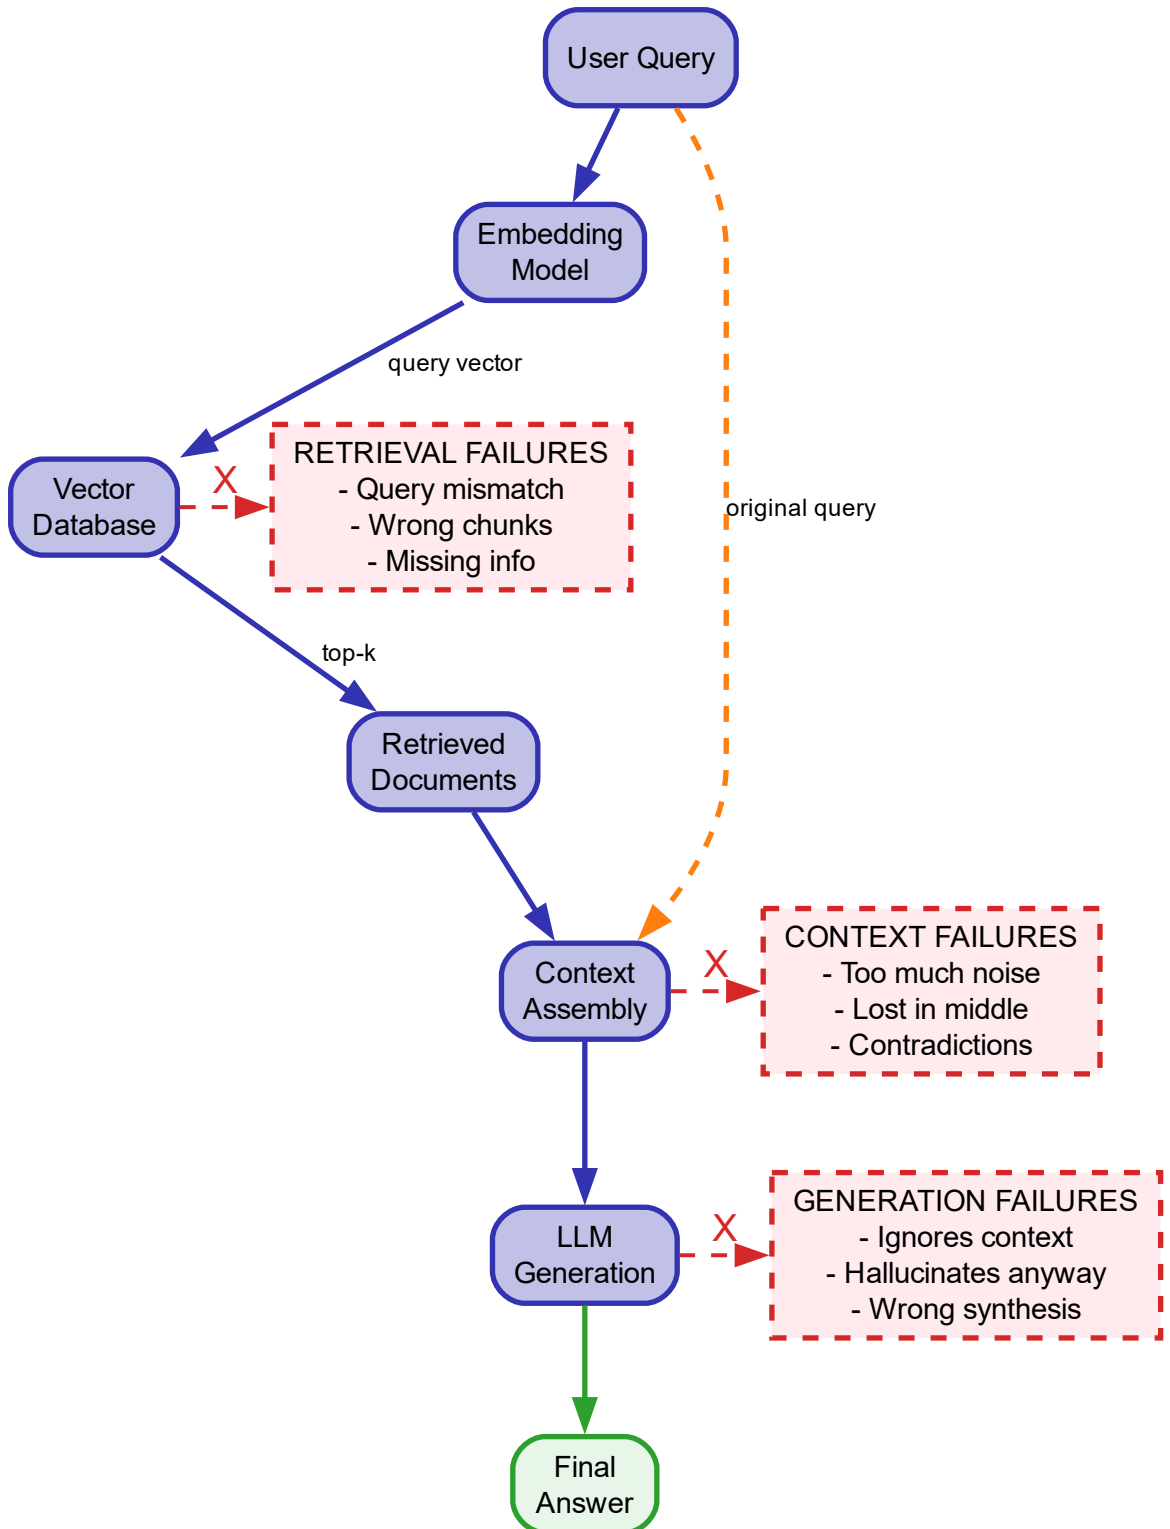 User Query
Embedding
Model
query vector
Vector
Database
X
RETRIEVAL FAILURES
- Query mismatch
- Wrong chunks
- Missing info
original query
top-k
Retrieved
Documents
Context
Assembly
X
CONTEXT FAILURES
- Too much noise
- Lost in middle
- Contradictions
LLM
Generation
X
GENERATION FAILURES
- Ignores context
- Hallucinates anyway
- Wrong synthesis
Final
Answer